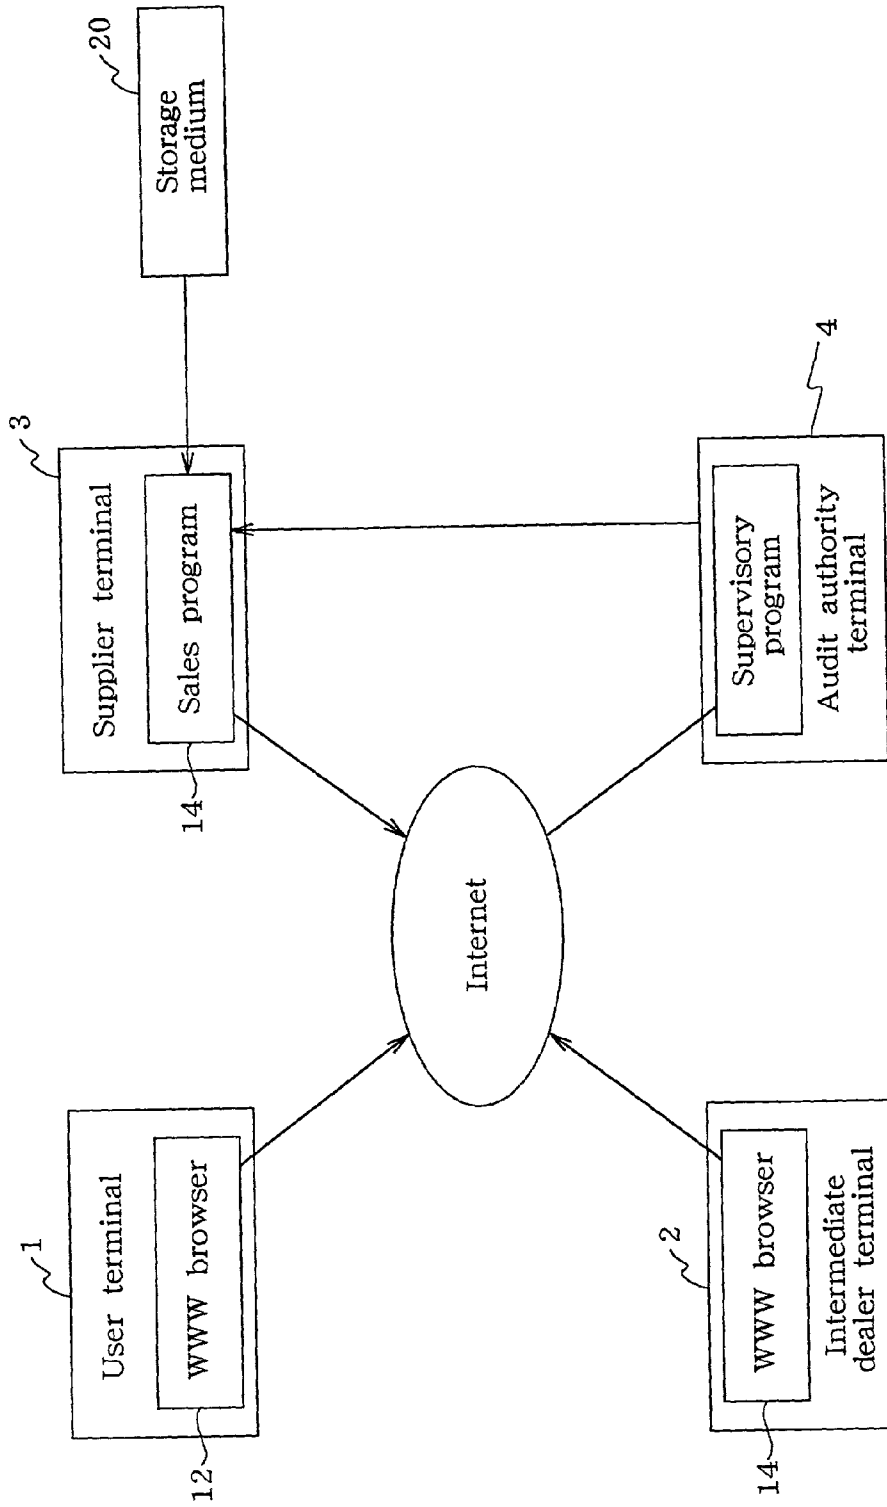 1
User terminal
WWW browser
12
3
Supplier terminal
Sales program
14
20
Storage
medium
Internet
2
WWW browser
Intermediate
dealer terminal
14
4
Supervisory
program
Audit authority
terminal